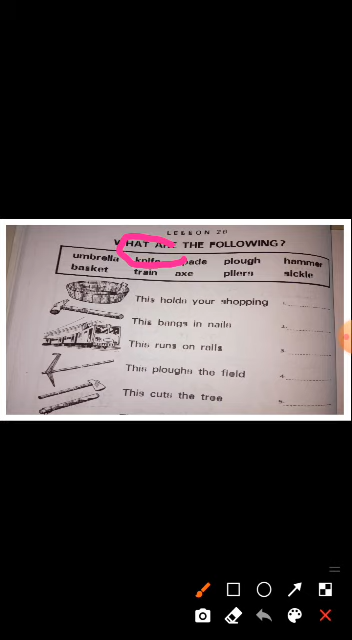 LESSON 20
WHAT ARE THE FOLLOWING?
umbrella knife spade plough hammer
basket train axe pliers sickle
This holds your shopping 1.
This bangs in nails 2.
This runs on rails 3.
This ploughs the field 4.
This cuts the tree 5.